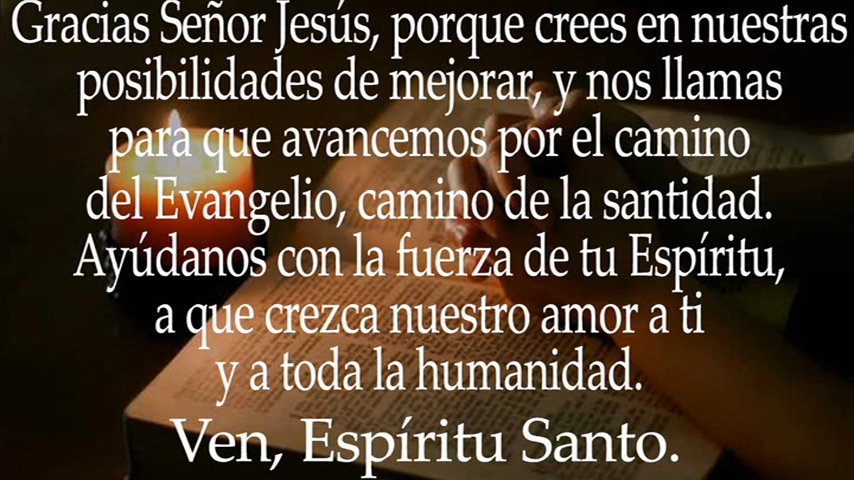 Gracias Señor Jesús, porque crees en nuestras
posibilidades de mejorar, y nos llamas
para que avancemos por el camino
del Evangelio, camino de la santidad.
Ayúdanos con la fuerza de tu Espíritu,
a que crezca nuestro amor a ti
y a toda la humanidad.
Ven, Espíritu Santo.